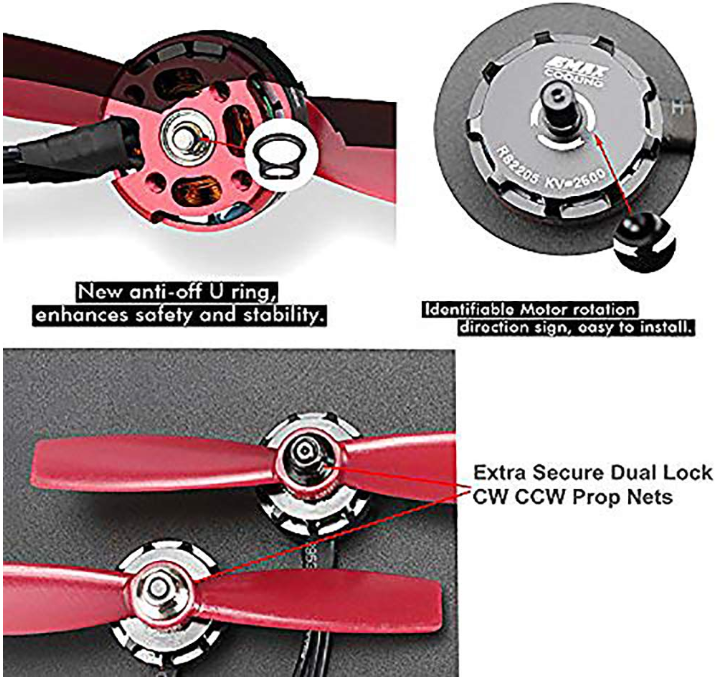 New anti-off U ring,
enhances safety and stability.
EMAX
COOLING
RS2205 KV=2600
Identifiable Motor rotation
direction sign, easy to install.
Extra Secure Dual Lock
CW CCW Prop Nets